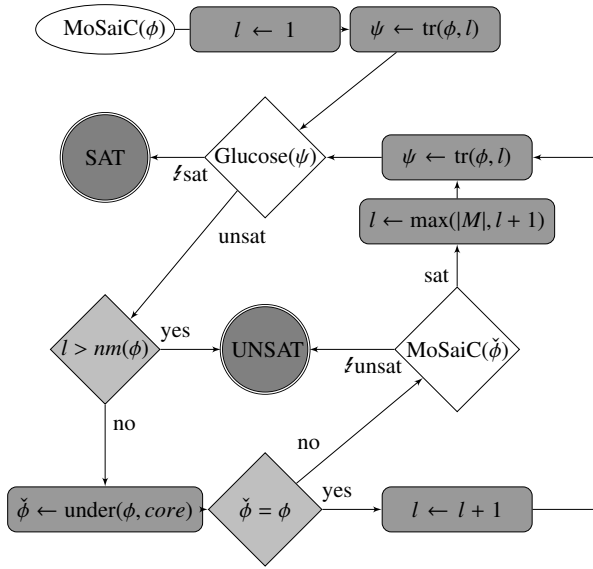 MoSaiC(ϕ)
l ← 1
ψ ← tr(ϕ, l)
SAT
↯sat
Glucose(ψ)
ψ ← tr(ϕ, l)
l ← max(|M|, l + 1)
unsat
sat
l > nm(ϕ)
yes
UNSAT
↯unsat
MoSaiC(ϕ̌)
no
no
ϕ̌ ← under(ϕ, core)
ϕ̌ = ϕ
yes
l ← l + 1